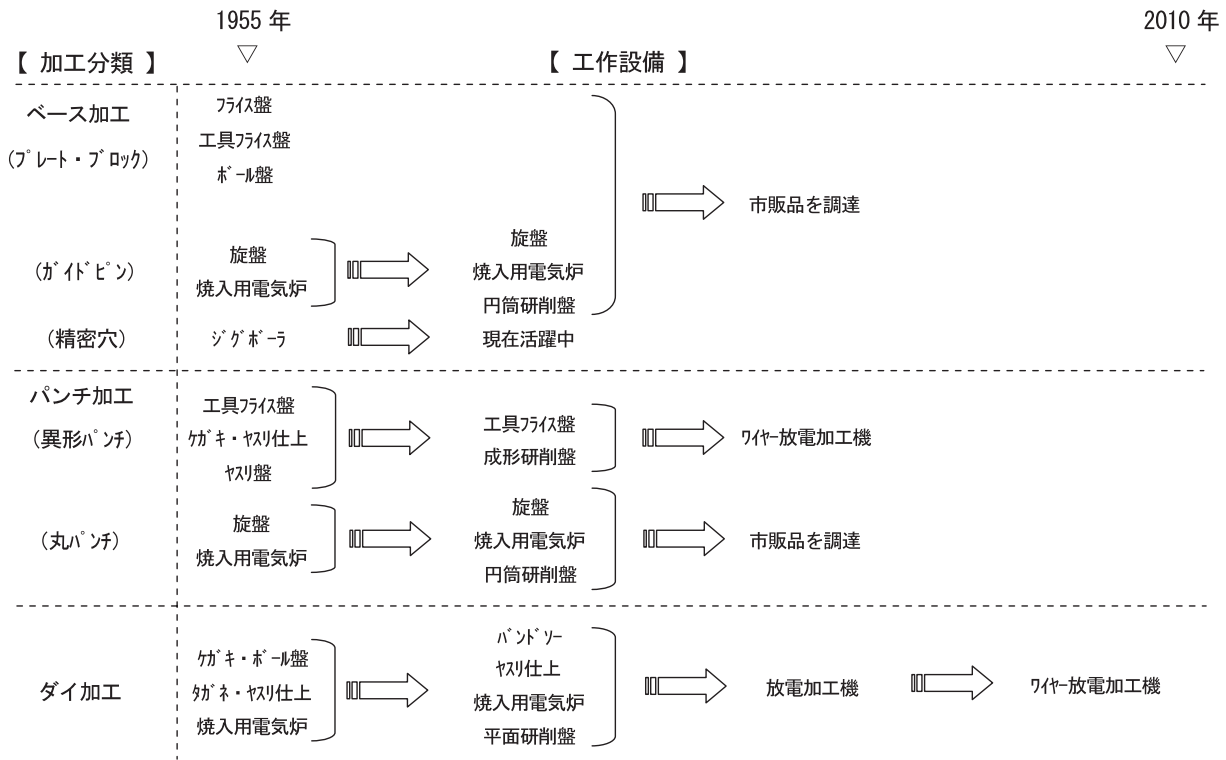 1955 年
2010 年
【 加工分類 】
【 工作設備 】
ベース加工
(ﾌﾟﾚｰﾄ・ﾌﾞﾛｯｸ)
ﾌﾗｲｽ盤
工具ﾌﾗｲｽ盤
ﾎﾞｰﾙ盤
市販品を調達
(ｶﾞｲﾄﾞﾋﾟﾝ)
旋盤
焼入用電気炉
旋盤
焼入用電気炉
円筒研削盤
(精密穴)
ｼﾞｸﾞﾎﾞｰﾗ
現在活躍中
パンチ加工
(異形ﾊﾟﾝﾁ)
工具ﾌﾗｲｽ盤
ｹｶﾞｷ・ﾔｽﾘ仕上
ﾔｽﾘ盤
工具ﾌﾗｲｽ盤
成形研削盤
ﾜｲﾔｰ放電加工機
(丸ﾊﾟﾝﾁ)
旋盤
焼入用電気炉
旋盤
焼入用電気炉
円筒研削盤
市販品を調達
ダイ加工
ｹｶﾞｷ・ﾎﾞｰﾙ盤
ﾀｶﾞﾈ・ﾔｽﾘ仕上
焼入用電気炉
ﾊﾞﾝﾄﾞｿｰ
ﾔｽﾘ仕上
焼入用電気炉
平面研削盤
放電加工機
ﾜｲﾔｰ放電加工機